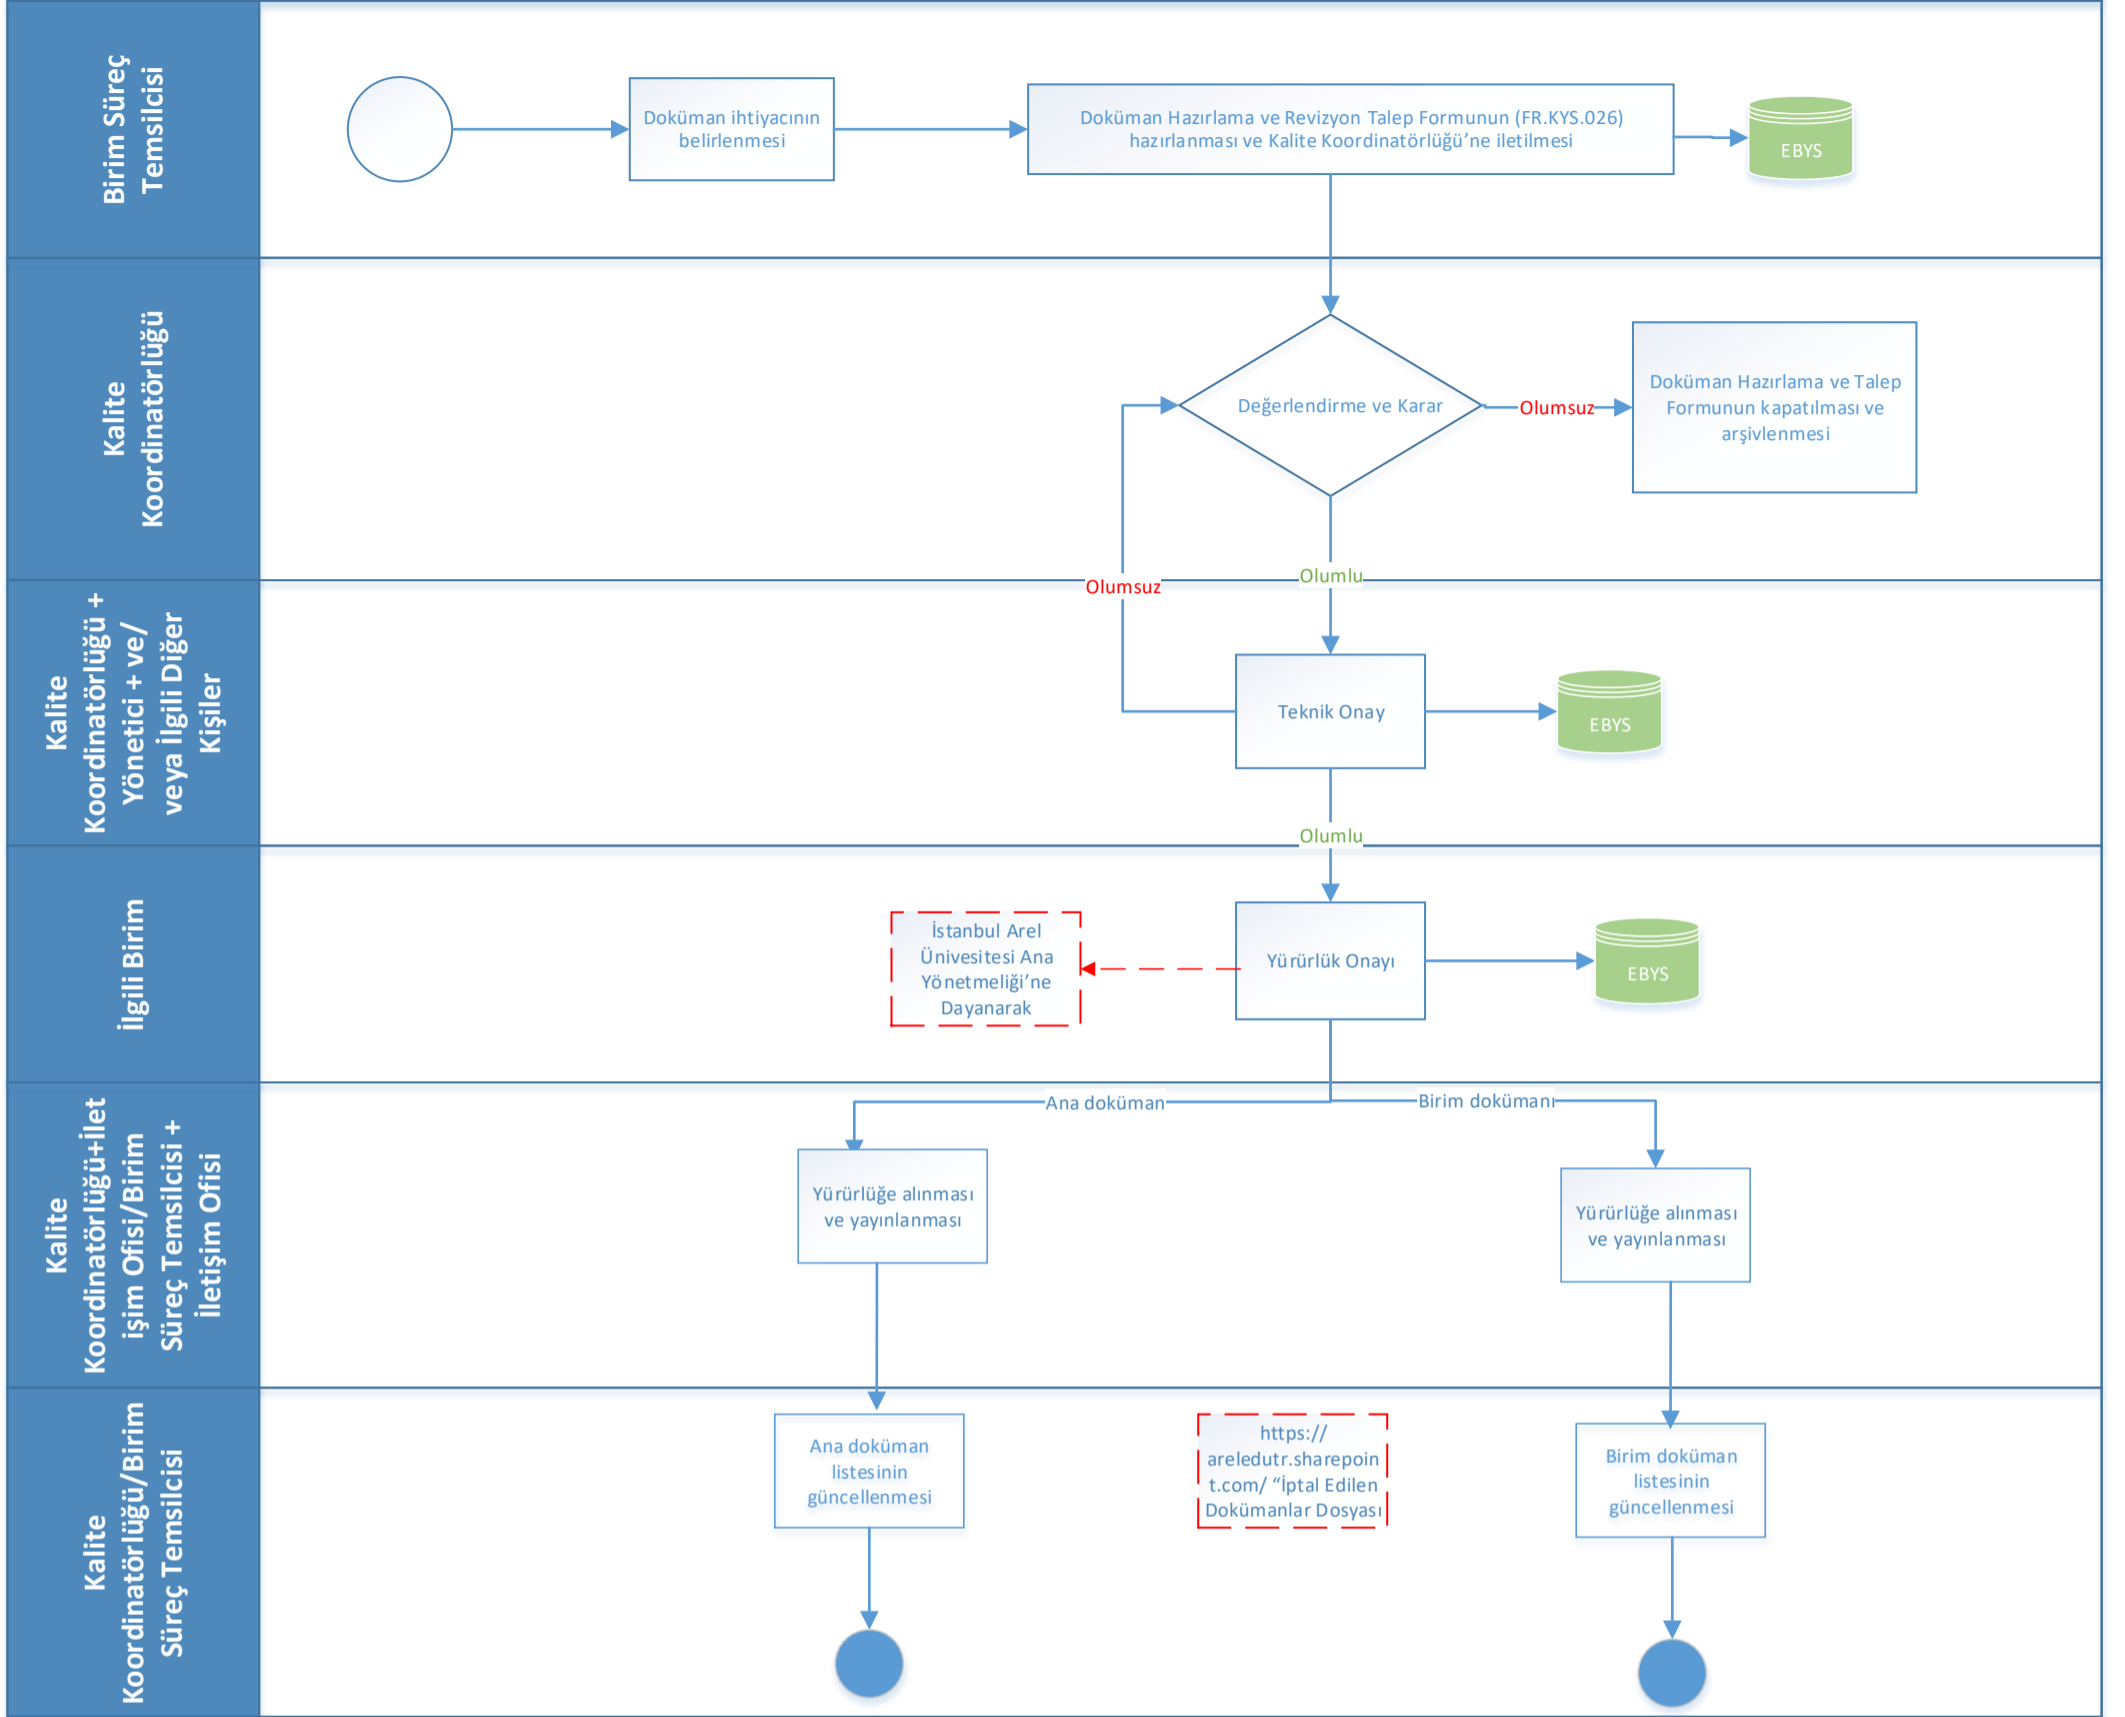 Birim Süreç
Temsilcisi
Doküman ihtiyacının
belirlenmesi
Doküman Hazırlama ve Revizyon Talep Formunun (FR.KYS.026)
hazırlanması ve Kalite Koordinatörlüğü’ne iletilmesi
EBYS
Kalite
Koordinatörlüğü
Değerlendirme ve Karar
Olumsuz
Doküman Hazırlama ve Talep
Formunun kapatılması ve
arşivlenmesi
Olumlu
Olumsuz
Kalite
Koordinatörlüğü +
Yönetici + ve/
veya İlgili Diğer
Kişiler
Teknik Onay
EBYS
Olumlu
İlgili Birim
İstanbul Arel
Ünivesitesi Ana
Yönetmeliği’ne
Dayanarak
Yürürlük Onayı
EBYS
Kalite
Koordinatörlüğü+İlet
işim Ofisi/Birim
Süreç Temsilcisi +
İletişim Ofisi
Ana doküman
Birim dokümanı
Yürürlüğe alınması
ve yayınlanması
Yürürlüğe alınması
ve yayınlanması
Kalite
Koordinatörlüğü/Birim
Süreç Temsilcisi
Ana doküman
listesinin
güncellenmesi
https://
areledutr.sharepoin
t.com/ “İptal Edilen
Dokümanlar Dosyası
Birim doküman
listesinin
güncellenmesi